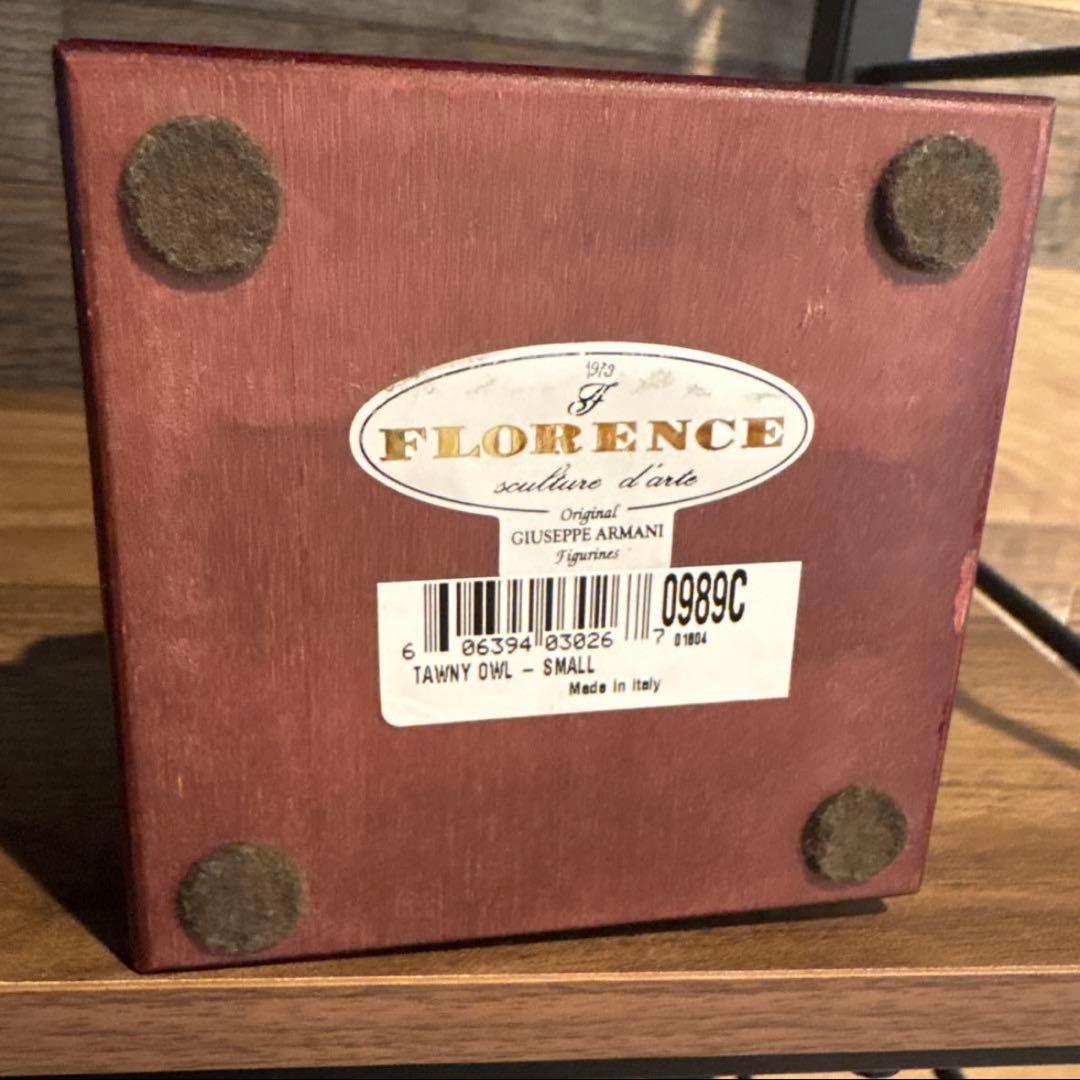 1973
F
FLORENCE
sculture d'arte
Original
GIUSEPPE ARMANI
Figurines
0989C
6 06394 03026 7 01804
TAWNY OWL - SMALL
Made in Italy